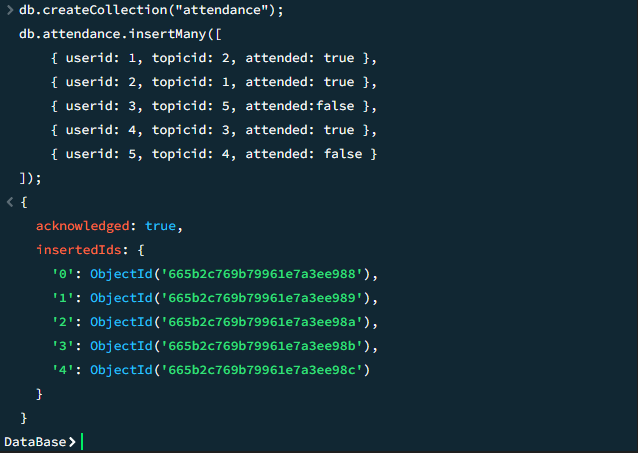 > db.createCollection("attendance");
db.attendance.insertMany([
    { userid: 1, topicid: 2, attended: true },
    { userid: 2, topicid: 1, attended: true },
    { userid: 3, topicid: 5, attended:false },
    { userid: 4, topicid: 3, attended: true },
    { userid: 5, topicid: 4, attended: false }
]);
< {
  acknowledged: true,
  insertedIds: {
    '0': ObjectId('665b2c769b79961e7a3ee988'),
    '1': ObjectId('665b2c769b79961e7a3ee989'),
    '2': ObjectId('665b2c769b79961e7a3ee98a'),
    '3': ObjectId('665b2c769b79961e7a3ee98b'),
    '4': ObjectId('665b2c769b79961e7a3ee98c')
  }
}
DataBase>